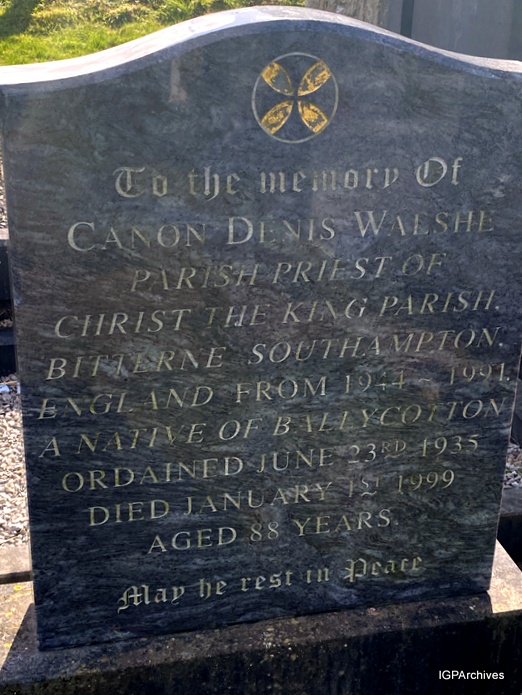 To the memory Of
CANON DENIS WALSHE
PARISH PRIEST OF
CHRIST THE KING PARISH.
BITTERNE SOUTHAMPTON.
ENGLAND FROM 1944 - 1991.
A NATIVE OF BALLYCOTTON
ORDAINED JUNE 23RD 1935
DIED JANUARY 1ST 1999
AGED 88 YEARS.
May he rest in Peace
IGPArchives